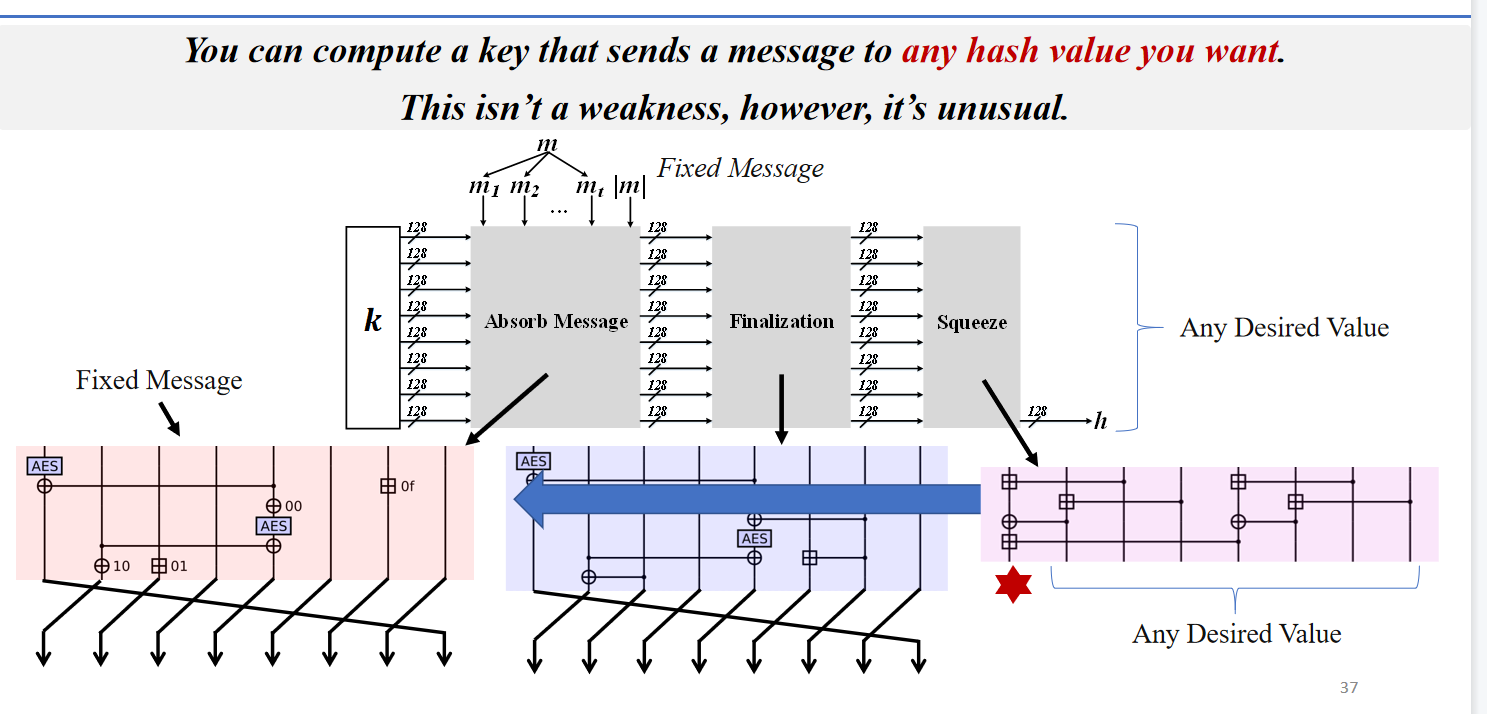 You can compute a key that sends a message to any hash value you want.
This isn't a weakness, however, it's unusual.
m
Fixed Message
m1 m2 mt |m|
...
128 128 128
128 128 128
128 128 128
128 128 128
128 128 128
128 128 128
128 128 128
128 128 128
k
Absorb Message
Finalization
Squeeze
Any Desired Value
128
h
Fixed Message
AES
0f
00
AES
10
01
AES
AES
Any Desired Value
37